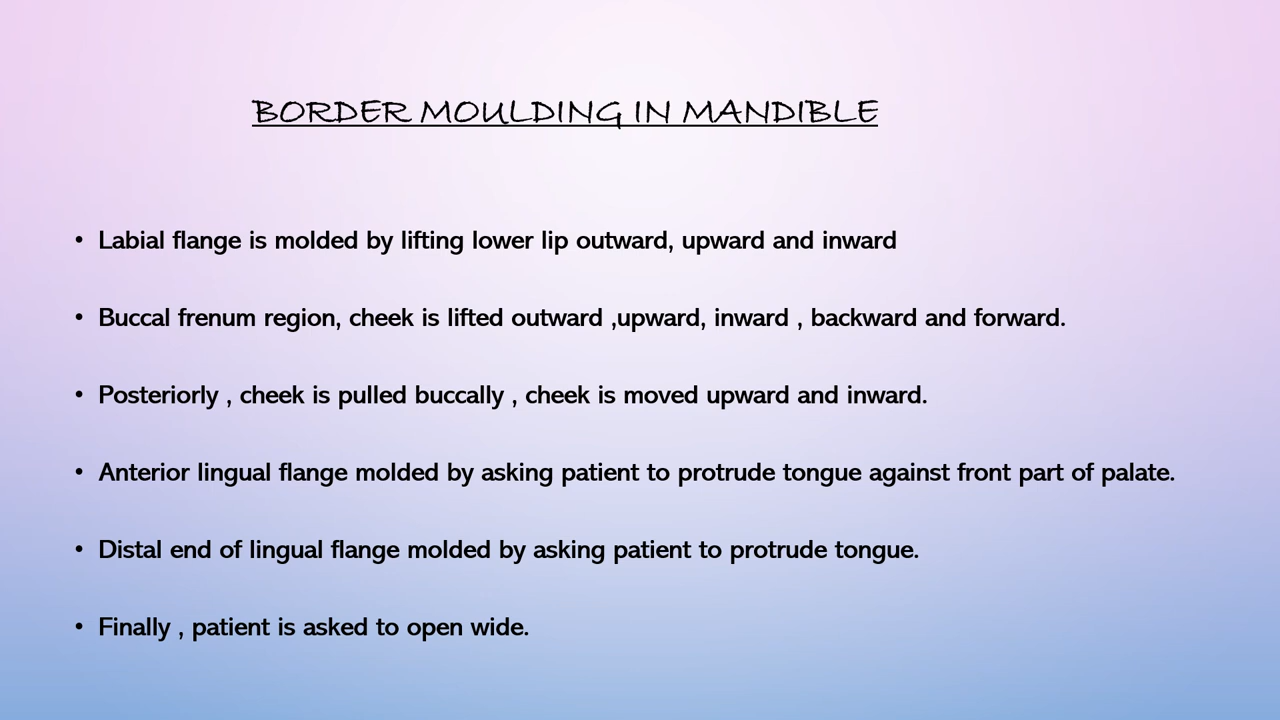 BORDER MOULDING IN MANDIBLE
• Labial flange is molded by lifting lower lip outward, upward and inward
• Buccal frenum region, cheek is lifted outward ,upward, inward , backward and forward.
• Posteriorly , cheek is pulled buccally , cheek is moved upward and inward.
• Anterior lingual flange molded by asking patient to protrude tongue against front part of palate.
• Distal end of lingual flange molded by asking patient to protrude tongue.
• Finally , patient is asked to open wide.